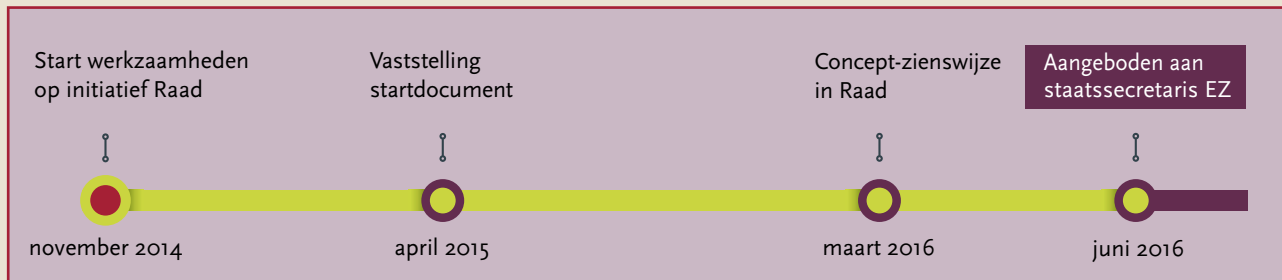 Start werkzaamheden
op initiatief Raad
Vaststelling
startdocument
Concept-zienswijze
in Raad
Aangeboden aan
staatssecretaris EZ
november 2014
april 2015
maart 2016
juni 2016